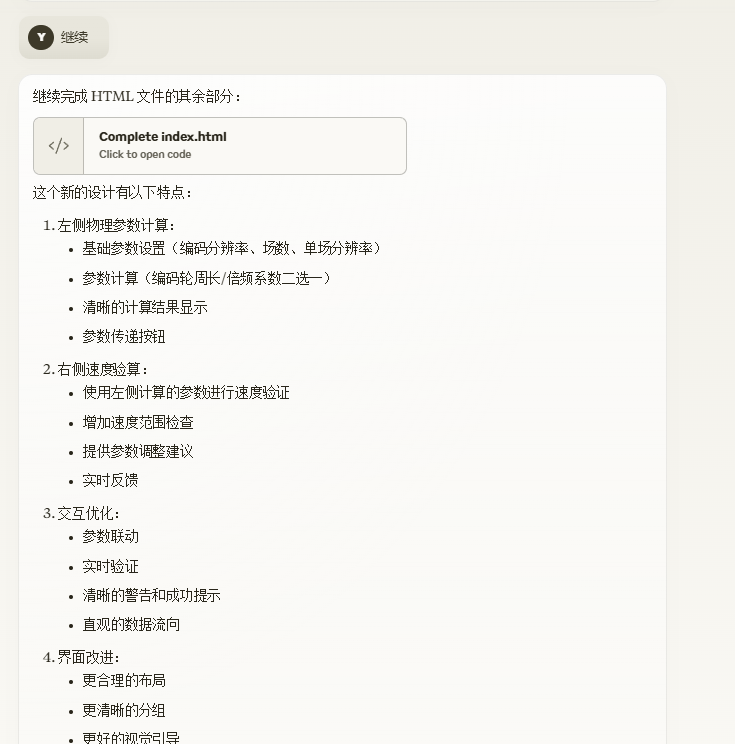 Y 继续
继续完成 HTML 文件的其余部分：
</> Complete index.html
Click to open code
这个新的设计有以下特点：
1. 左侧物理参数计算：
• 基础参数设置（编码分辨率、场数、单场分辨率）
• 参数计算（编码轮周长/倍频系数二选一）
• 清晰的计算结果显示
• 参数传递按钮
2. 右侧速度验算：
• 使用左侧计算的参数进行速度验证
• 增加速度范围检查
• 提供参数调整建议
• 实时反馈
3. 交互优化：
• 参数联动
• 实时验证
• 清晰的警告和成功提示
• 直观的数据流向
4. 界面改进：
• 更合理的布局
• 更清晰的分组
• 更好的视觉引导